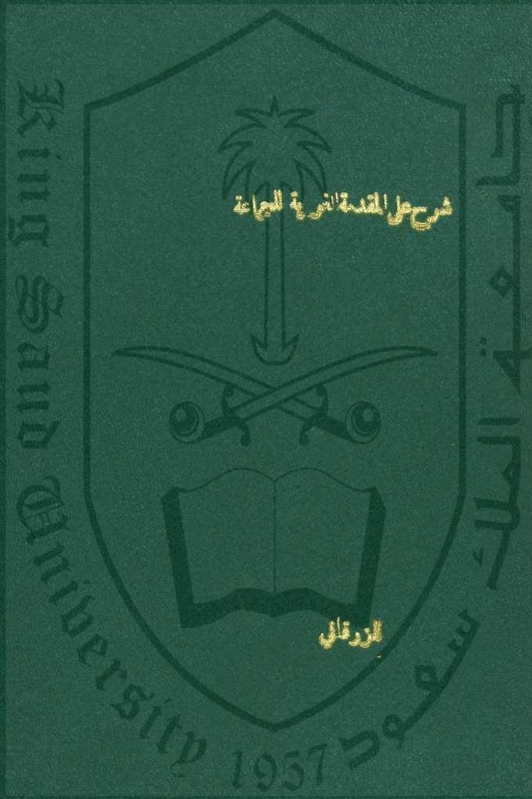 شرح على المقدمة العزية للجماعة
الزرقاني
King Saud University 1957
جامعة الملك سعود